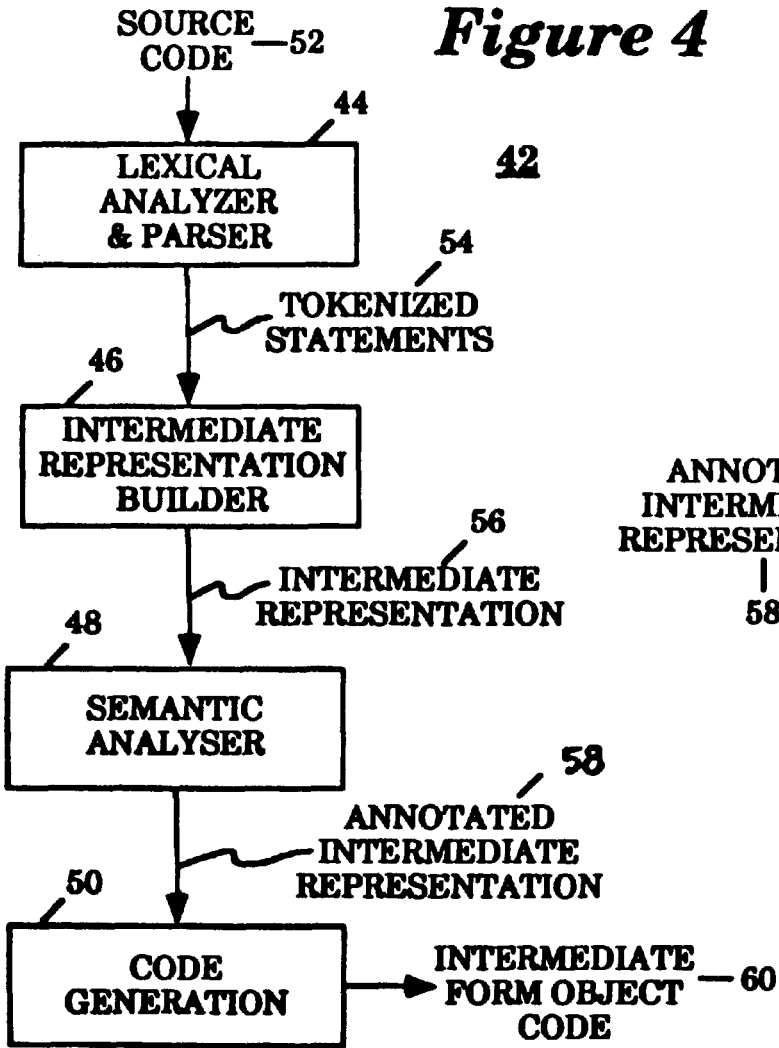 Figure 4
SOURCE
CODE
52
44
LEXICAL
ANALYZER
& PARSER
42
54
TOKENIZED
STATEMENTS
46
INTERMEDIATE
REPRESENTATION
BUILDER
56
INTERMEDIATE
REPRESENTATION
48
SEMANTIC
ANALYSER
58
ANNOTATED
INTERMEDIATE
REPRESENTATION
50
CODE
GENERATION
INTERMEDIATE
FORM OBJECT
CODE
60
58